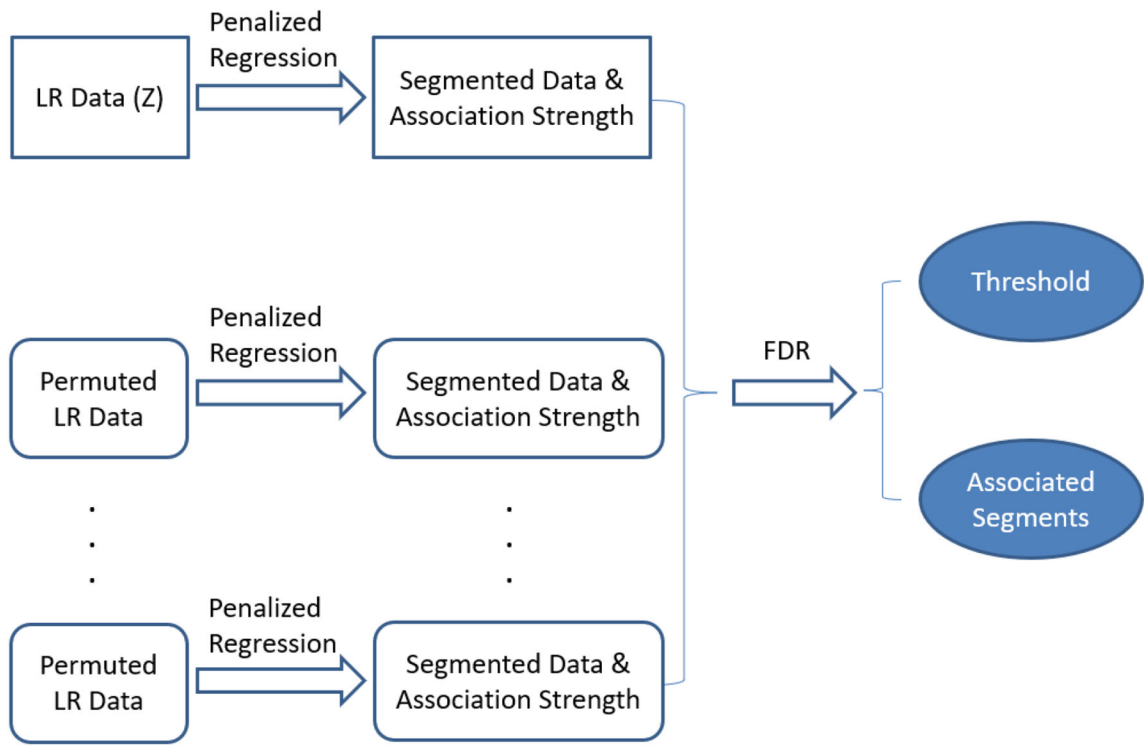 Penalized
Regression
LR Data (Z)
Segmented Data &
Association Strength
Penalized
Regression
Permuted
LR Data
Segmented Data &
Association Strength
FDR
Threshold
Associated
Segments
.
.
.
.
.
.
Penalized
Regression
Permuted
LR Data
Segmented Data &
Association Strength